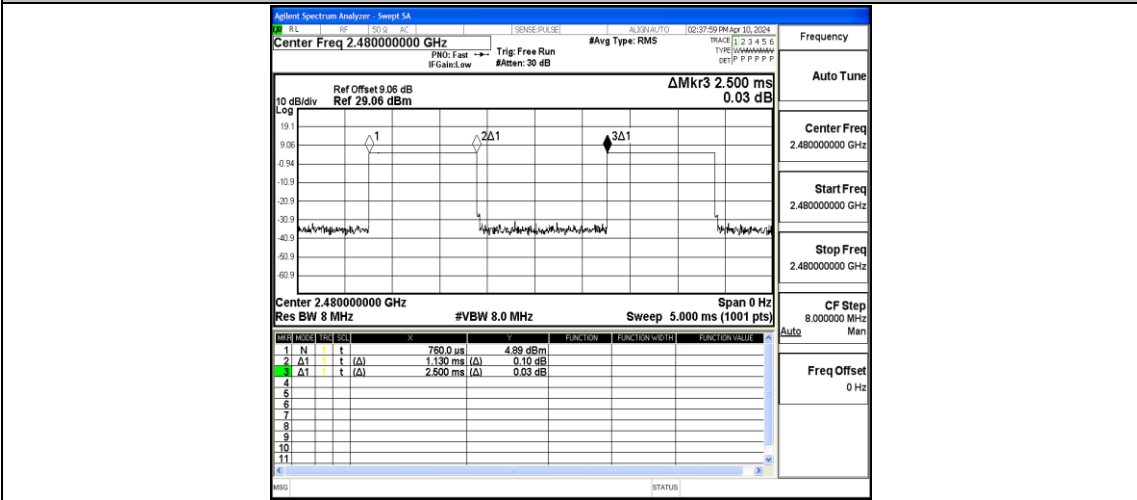 Agilent Spectrum Analyzer - Swept SA
RL RF 50 Ω AC SENSE:PULSE ALIGN AUTO 02:37:59 PM Apr 10, 2024
Center Freq 2.480000000 GHz #Avg Type: RMS TRACE 1 2 3 4 5 6
PNO: Fast Trig: Free Run TYPE WWWWWW
IFGain:Low #Atten: 30 dB DET P P P P P P
ΔMkr3 2.500 ms
0.03 dB
Ref Offset 9.06 dB
10 dB/div Ref 29.06 dBm
Log
19.1
9.06
-0.94
-10.9
-20.9
-30.9
-40.9
-50.9
-60.9
1
2Δ1
3Δ1
Center 2.480000000 GHz Span 0 Hz
Res BW 8 MHz #VBW 8.0 MHz Sweep 5.000 ms (1001 pts)
MKR MODE TRC SCL X Y FUNCTION FUNCTION WIDTH FUNCTION VALUE
1 N 1 t 760.0 us 4.89 dBm
2 Δ1 1 t (Δ) 1.130 ms (Δ) 0.10 dB
3 Δ1 1 t (Δ) 2.500 ms (Δ) 0.03 dB
4
5
6
7
8
9
10
11
MSG STATUS
Frequency
Auto Tune
Center Freq
2.480000000 GHz
Start Freq
2.480000000 GHz
Stop Freq
2.480000000 GHz
CF Step
8.000000 MHz
Auto Man
Freq Offset
0 Hz